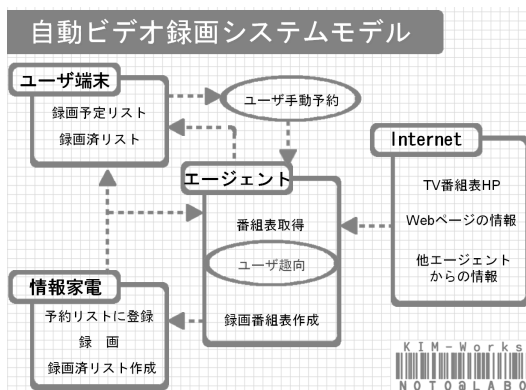 自動ビデオ録画システムモデル
ユーザ端末
録画予定リスト
録画済リスト
ユーザ手動予約
Internet
TV番組表HP
Webページの情報
他エージェント
からの情報
エージェント
番組表取得
ユーザ趣向
録画番組表作成
情報家電
予約リストに登録
録 画
録画済リスト作成
KIM-Works
NOTO@LABO